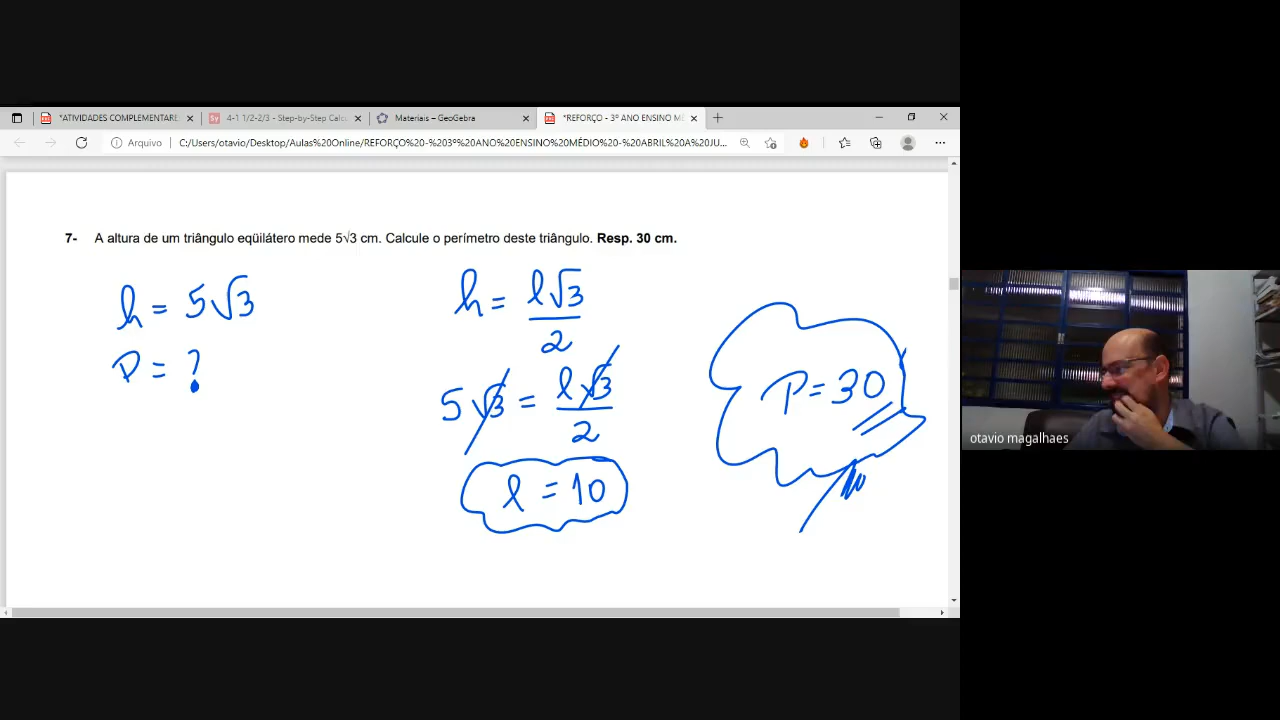 *ATIVIDADES COMPLEMENTARE
4-1 1/2-2/3 - Step-by-Step Calcu
Materiais – GeoGebra
*REFORÇO - 3º ANO ENSINO MÉ
Arquivo
C:/Users/otavio/Desktop/Aulas%20Online/REFORÇO%20-%203º%20ANO%20ENSINO%20MÉDIO%20-%20ABRIL%20A%20JU...
7- A altura de um triângulo eqüilátero mede 5√3 cm. Calcule o perímetro deste triângulo. Resp. 30 cm.
h = 5√3
P = ?
h = l√3/2
5√3 = l√3/2
l = 10
P = 30
otavio magalhaes